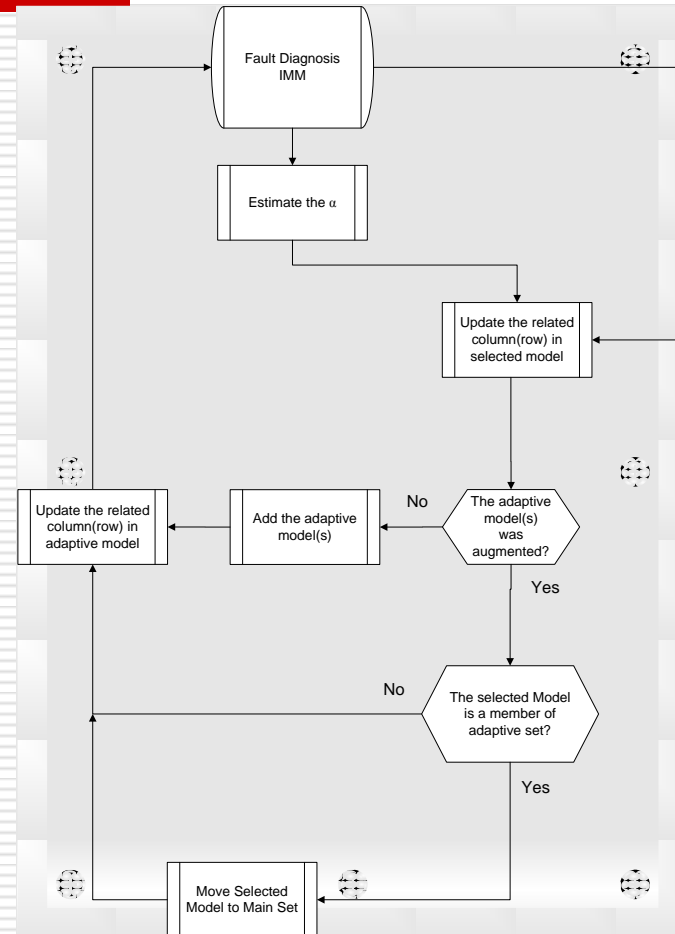 Fault Diagnosis
IMM
Estimate the α
Update the related
column(row) in
selected model
The adaptive
model(s)
was
augmented?
No
Add the adaptive
model(s)
Update the related
column(row) in
adaptive model
Yes
The selected Model
is a member of
adaptive set?
No
Yes
Move Selected
Model to Main Set